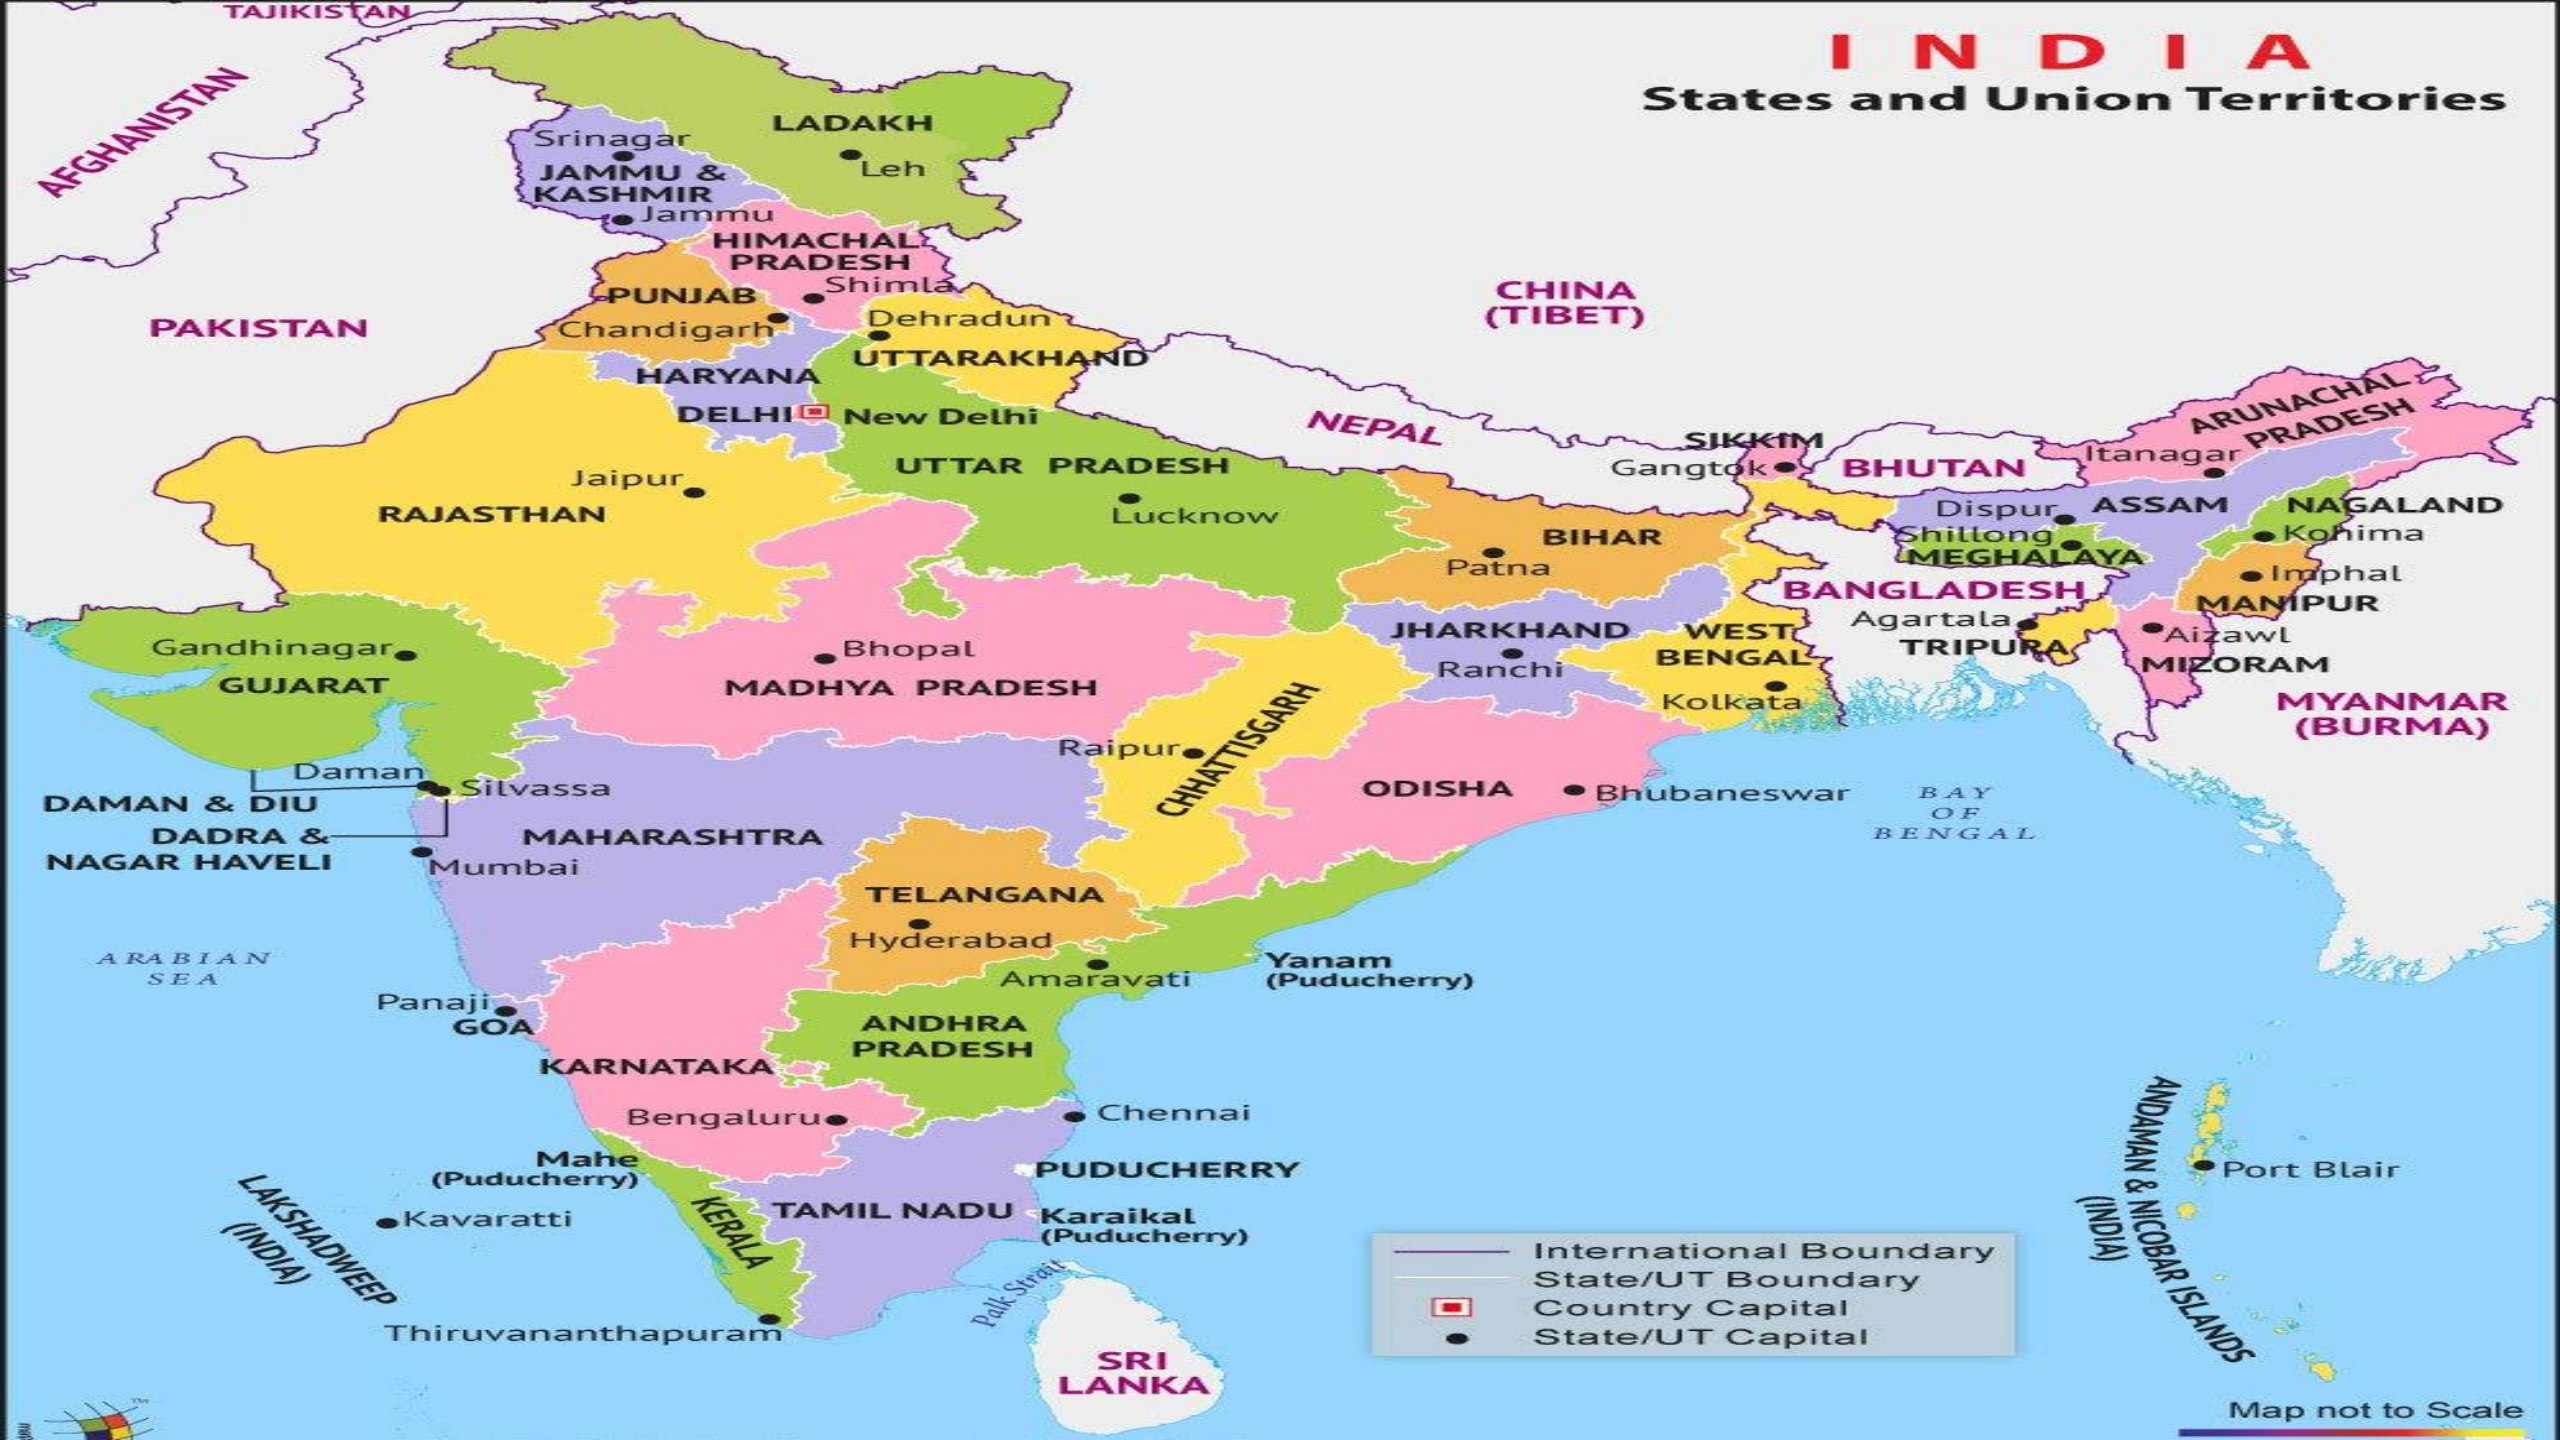 TAJIKISTAN
I N D I A
States and Union Territories
AFGHANISTAN
LADAKH
Leh
Srinagar
JAMMU &
KASHMIR
Jammu
HIMACHAL
PRADESH
Shimla
PUNJAB
Chandigarh
CHINA
(TIBET)
PAKISTAN
Dehradun
UTTARAKHAND
HARYANA
DELHI
New Delhi
NEPAL
ARUNACHAL
PRADESH
SIKKIM
Gangtok
BHUTAN
Itanagar
UTTAR PRADESH
Lucknow
Jaipur
RAJASTHAN
Dispur
ASSAM
NAGALAND
Kohima
Shillong
MEGHALAYA
BIHAR
Patna
Imphal
MANIPUR
BANGLADESH
Agartala
TRIPURA
Aizawl
MIZORAM
JHARKHAND
Ranchi
WEST
BENGAL
Kolkata
MYANMAR
(BURMA)
Gandhinagar
GUJARAT
Bhopal
MADHYA PRADESH
Raipur
CHHATTISGARH
Daman
Silvassa
DAMAN & DIU
DADRA &
NAGAR HAVELI
MAHARASHTRA
Mumbai
ODISHA
Bhubaneswar
BAY
OF
BENGAL
TELANGANA
Hyderabad
ARABIAN
SEA
Amaravati
Yanam
(Puducherry)
Panaji
GOA
ANDHRA
PRADESH
KARNATAKA
Bengaluru
Chennai
Mahe
(Puducherry)
PUDUCHERRY
LAKSHADWEEP
(INDIA)
Kavaratti
KERALA
TAMIL NADU
Karaikal
(Puducherry)
Palk Strait
Thiruvananthapuram
SRI
LANKA
ANDAMAN & NICOBAR ISLANDS
(INDIA)
Port Blair
International Boundary
State/UT Boundary
Country Capital
State/UT Capital
Map not to Scale
TM